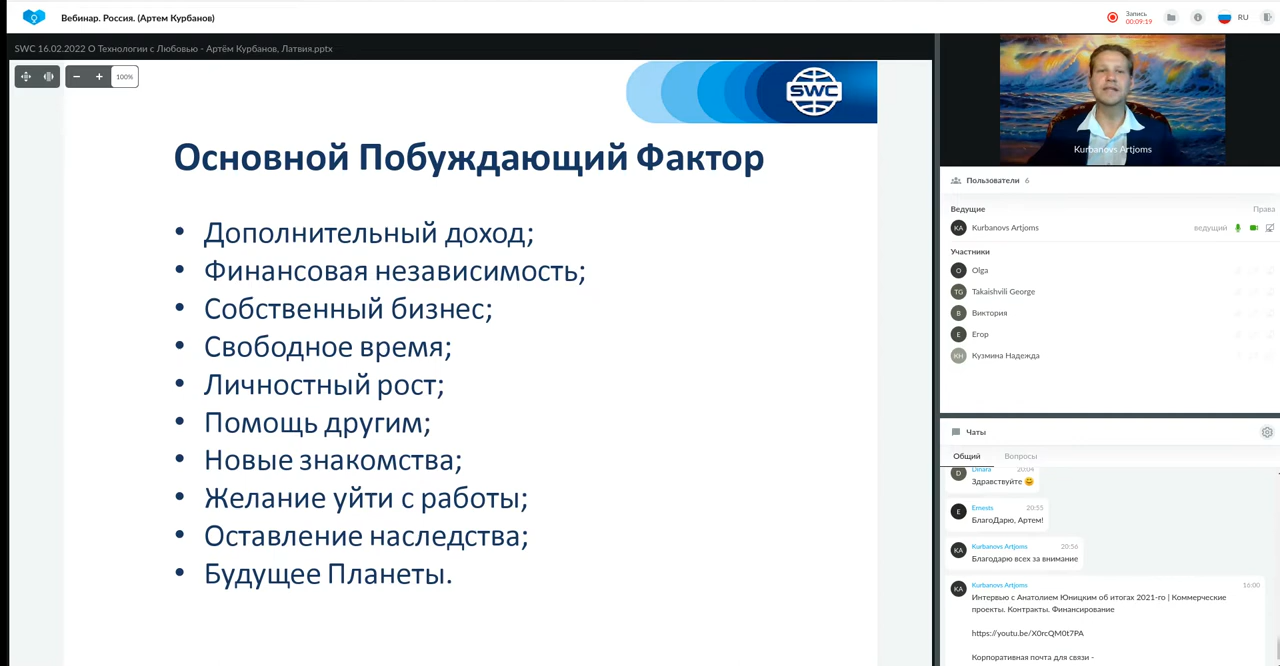 Вебинар. Россия. (Артем Курбанов)
Запись
00:09:19
RU
SWC 16.02.2022 О Технологии с Любовью - Артём Курбанов, Латвия.pptx
100%
SWC
Основной Побуждающий Фактор
• Дополнительный доход;
• Финансовая независимость;
• Собственный бизнес;
• Свободное время;
• Личностный рост;
• Помощь другим;
• Новые знакомства;
• Желание уйти с работы;
• Оставление наследства;
• Будущее Планеты.
Kurbanovs Artjoms
Пользователи 6
Ведущие Права
KA Kurbanovs Artjoms ведущий
Участники
O Olga
TG Takaishvili George
В Виктория
Е Егор
КН Кузмина Надежда
Чаты
Общий Вопросы
D Dinara 20:04
Здравствуйте
E Ernests 20:55
БлагоДарю, Артем!
KA Kurbanovs Artjoms 20:56
Благодарю всех за внимание
KA Kurbanovs Artjoms 16:00
Интервью с Анатолием Юницким об итогах 2021-го | Коммерческие
проекты. Контракты. Финансирование
https://youtu.be/X0rcQM0t7PA
Корпоративная почта для связи -